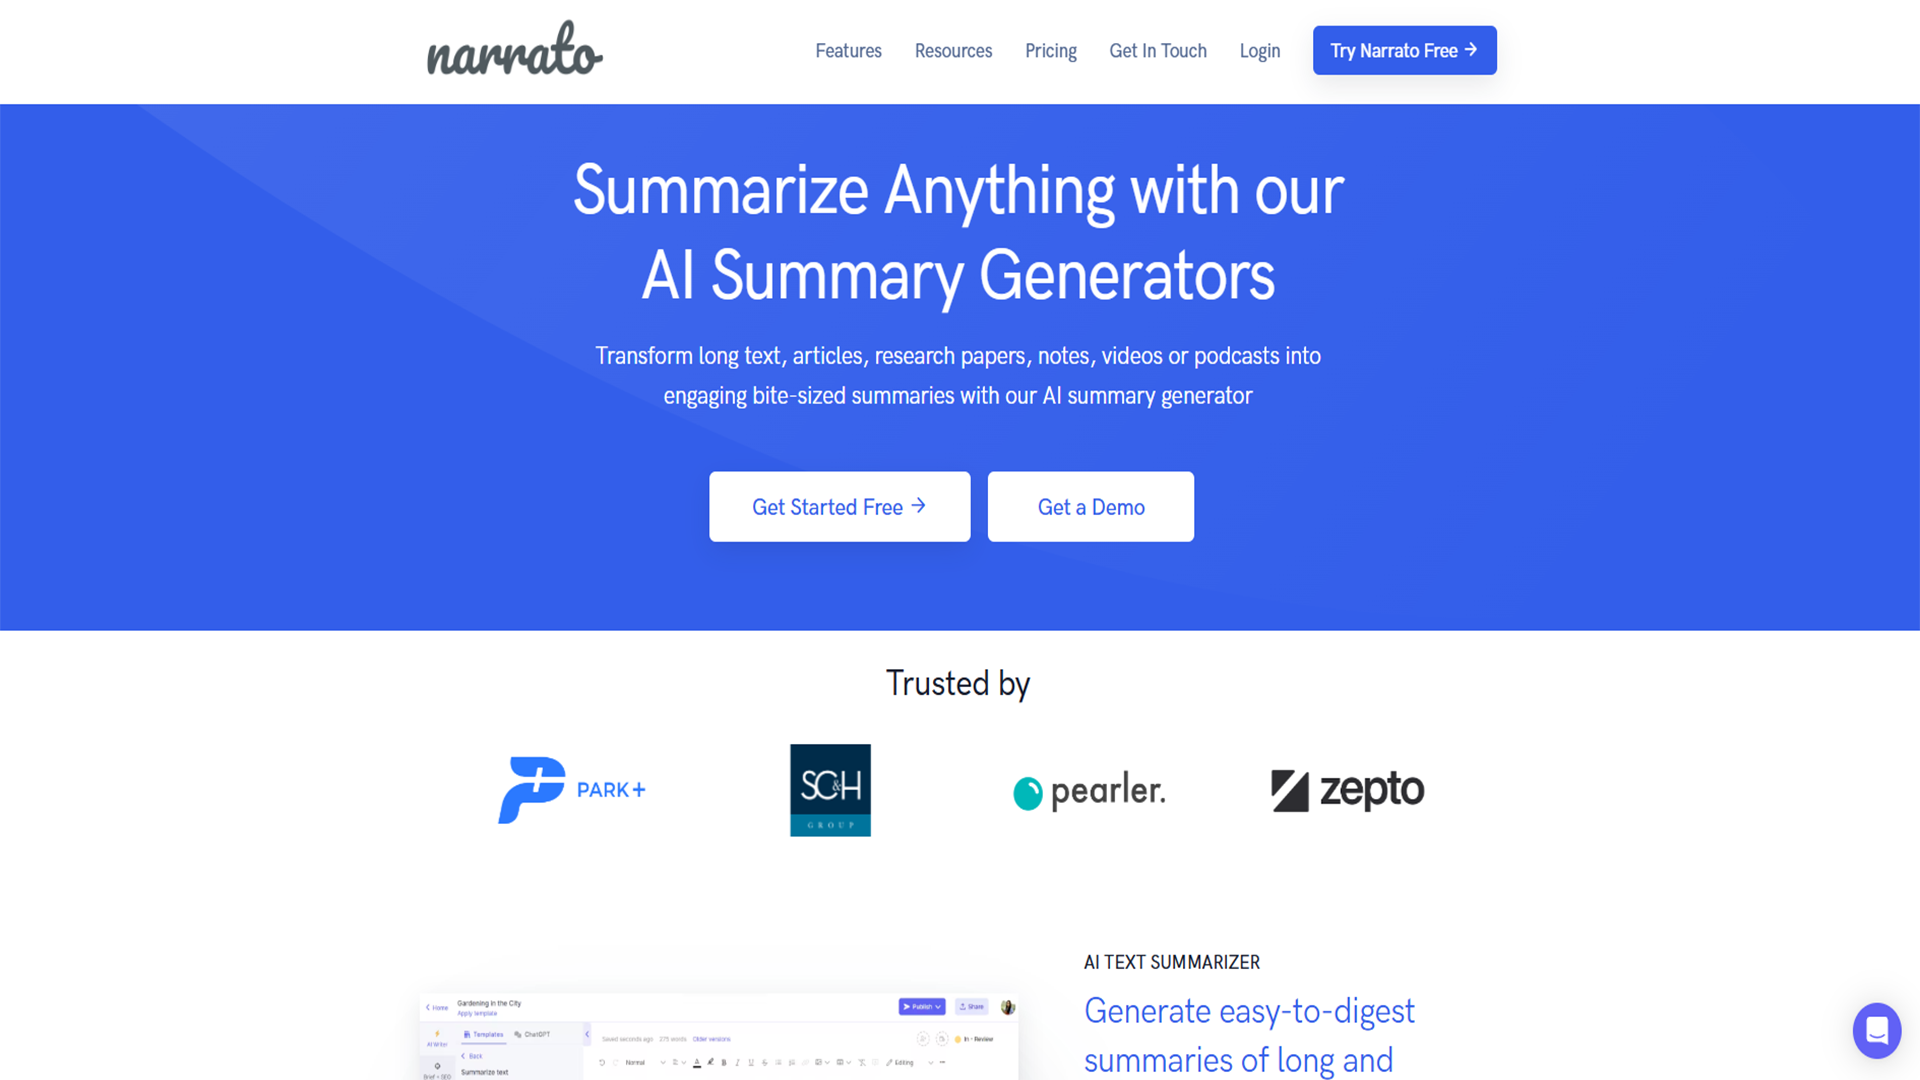 narrato
Features Resources Pricing Get In Touch Login Try Narrato Free →
Summarize Anything with our
AI Summary Generators
Transform long text, articles, research papers, notes, videos or podcasts into
engaging bite-sized summaries with our AI summary generator
Get Started Free → Get a Demo
Trusted by
PARK+
SC&H
GROUP
pearler.
zepto
AI TEXT SUMMARIZER
Generate easy-to-digest
summaries of long and
Home Gardening in the City Publish Share
Apply template
AI Writer Templates ChatGPT Saved seconds ago 275 words Older versions In - Review
Back
Normal Editing
Brief + SEO Summarize text